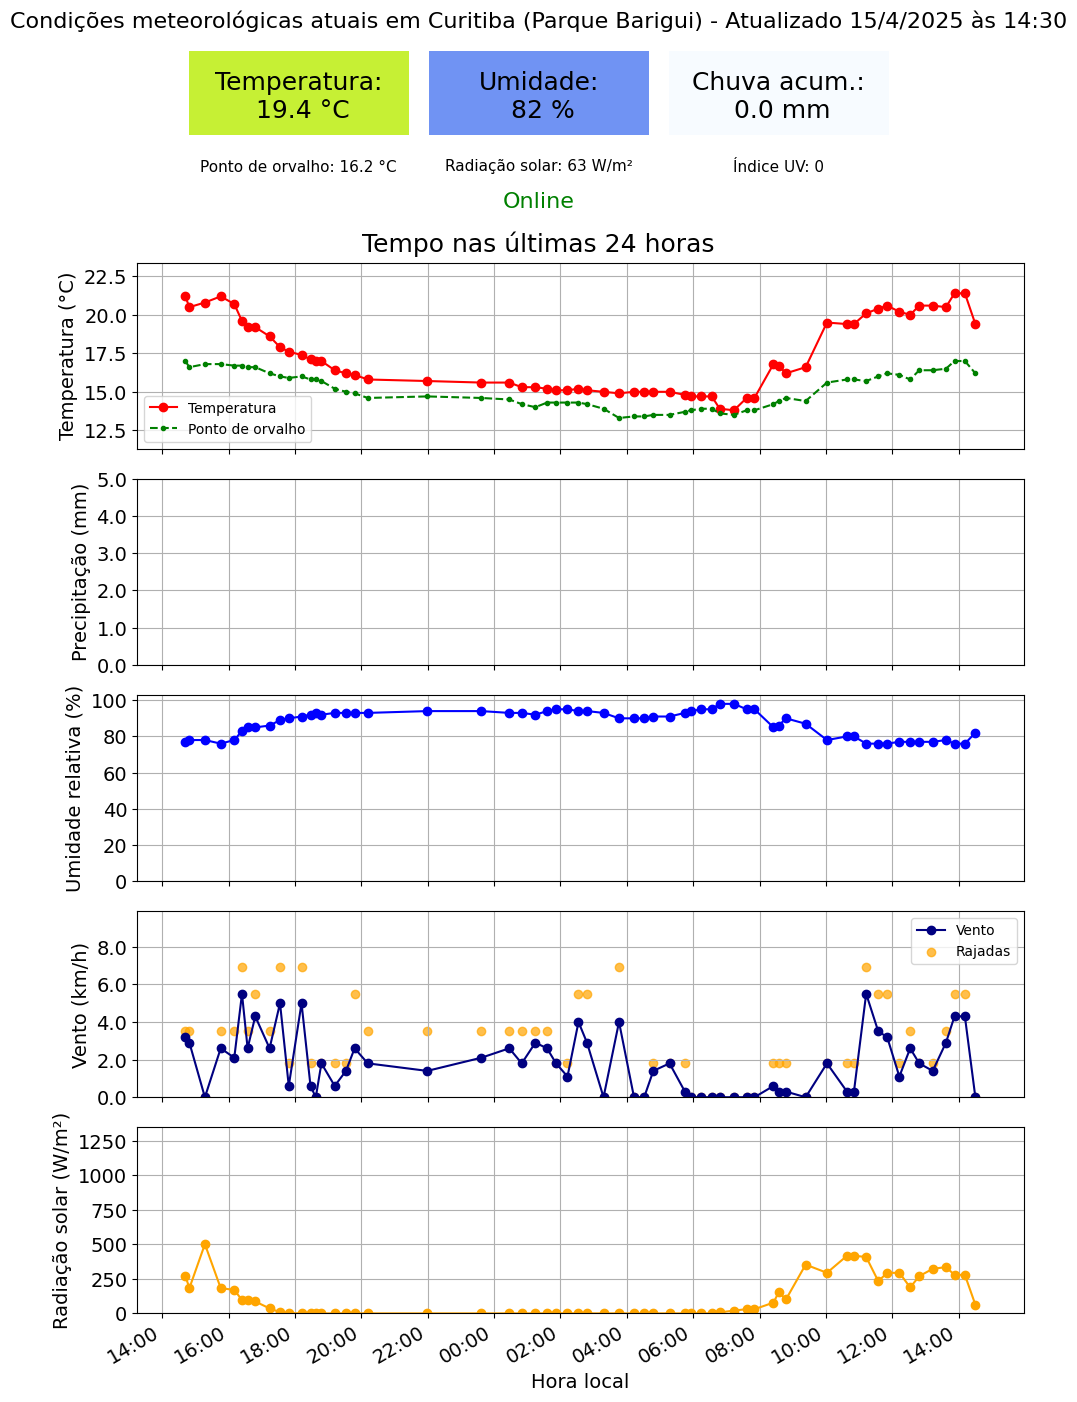 Condições meteorológicas atuais em Curitiba (Parque Barigui) - Atualizado 15/4/2025 às 14:30
Temperatura:
19.4 °C
Umidade:
82 %
Chuva acum.:
0.0 mm
Ponto de orvalho: 16.2 °C
Radiação solar: 63 W/m²
Índice UV: 0
Online
Tempo nas últimas 24 horas
Temperatura (°C)
22.5
20.0
17.5
15.0
12.5
Temperatura
Ponto de orvalho
Precipitação (mm)
5.0
4.0
3.0
2.0
1.0
0.0
Umidade relativa (%)
100
80
60
40
20
0
Vento (km/h)
8.0
6.0
4.0
2.0
0.0
Vento
Rajadas
Radiação solar (W/m²)
1250
1000
750
500
250
0
14:00
16:00
18:00
20:00
22:00
00:00
02:00
04:00
06:00
08:00
10:00
12:00
14:00
Hora local